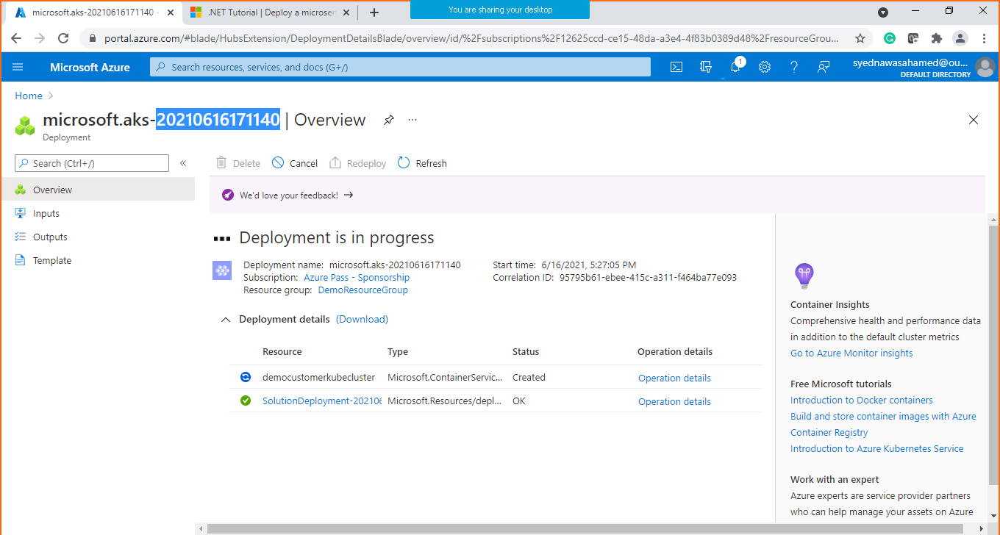 microsoft.aks-20210616171140 -
.NET Tutorial | Deploy a microser
You are sharing your desktop
portal.azure.com/#blade/HubsExtension/DeploymentDetailsBlade/overview/id/%2Fsubscriptions%2F12625ccd-ce15-48da-a3e4-4f83b0389d48%2FresourceGrou...
Microsoft Azure
Search resources, services, and docs (G+/)
1
syednawasahamed@ou...
DEFAULT DIRECTORY
Home
microsoft.aks-20210616171140 | Overview
Deployment
Search (Ctrl+/)
Delete
Cancel
Redeploy
Refresh
Overview
Inputs
Outputs
Template
We'd love your feedback!
Deployment is in progress
Deployment name: microsoft.aks-20210616171140
Subscription: Azure Pass - Sponsorship
Resource group: DemoResourceGroup
Start time: 6/16/2021, 5:27:05 PM
Correlation ID: 95795b61-ebee-415c-a311-f464ba77e093
Deployment details (Download)
Resource Type Status Operation details
democustomerkubecluster Microsoft.ContainerServic... Created Operation details
SolutionDeployment-202106 Microsoft.Resources/depl... OK Operation details
Container Insights
Comprehensive health and performance data
in addition to the default cluster metrics
Go to Azure Monitor insights
Free Microsoft tutorials
Introduction to Docker containers
Build and store container images with Azure
Container Registry
Introduction to Azure Kubernetes Service
Work with an expert
Azure experts are service provider partners
who can help manage your assets on Azure